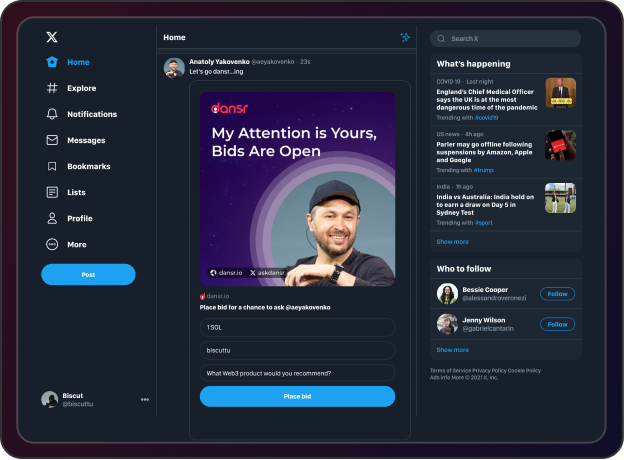 Home
Explore
Notifications
Messages
Bookmarks
Lists
Profile
More
Post
Biscut
@biscuttu
Home
Anatoly Yakovenko @aeyakovenko · 23s
Let's go dansr...ing
dansr
My Attention is Yours,
Bids Are Open
dansr.io X askdansr
dansr.io
Place bid for a chance to ask @aeyakovenko
1 SOL
biscuttu
What Web3 product would you recommend?
Place bid
Search X
What's happening
COVID 19 · Last night
England's Chief Medical Officer
says the UK is at the most
dangerous time of the pandemic
Trending with #covid19
US news · 4h ago
Parler may go offline following
suspensions by Amazon, Apple
and Google
Trending with #trump
India · 1h ago
India vs Australia: India hold on
to earn a draw on Day 5 in
Sydney Test
Trending with #sport
Show more
Who to follow
Bessie Cooper
@alessandroveronezi
Follow
Jenny Wilson
@gabrielcantarin
Follow
Show more
Terms of Service Privacy Policy Cookie Policy
Ads info More © 2021 X, Inc.